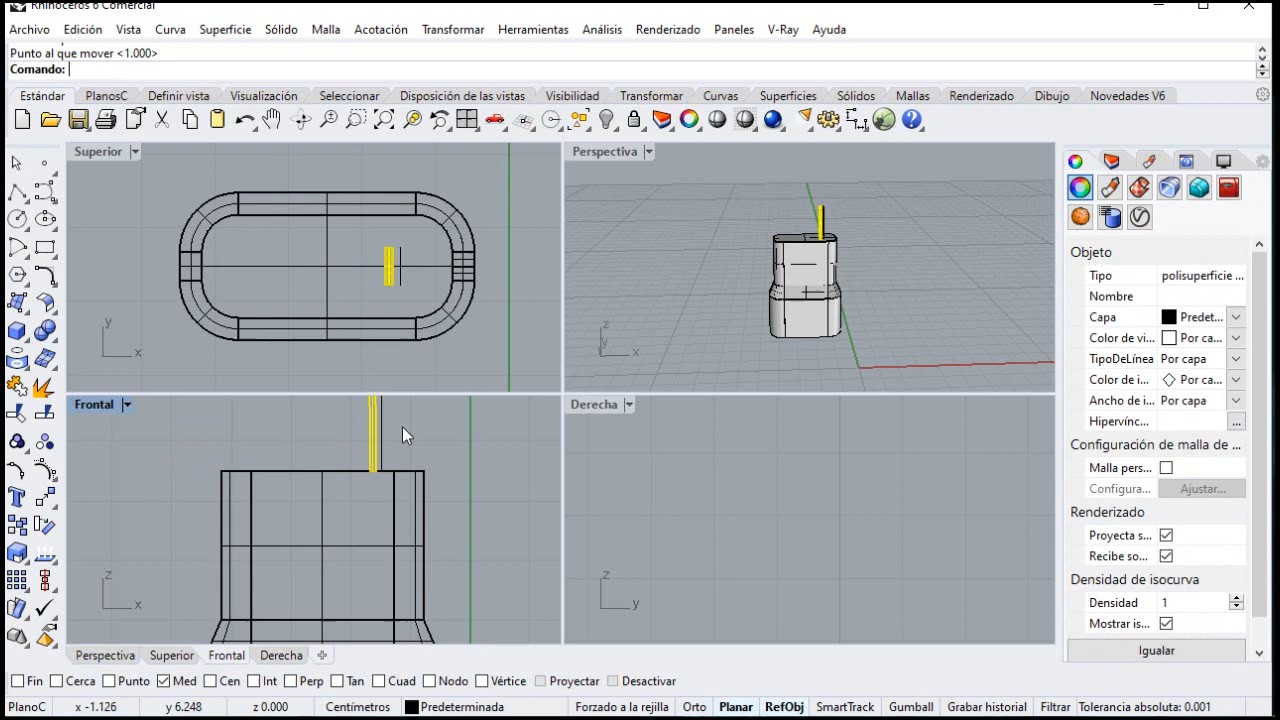 Rhinoceros 6 Comercial
Archivo Edición Vista Curva Superficie Sólido Malla Acotación Transformar Herramientas Análisis Renderizado Paneles V-Ray Ayuda
Punto al que mover <1.000>
Comando:
Estándar PlanosC Definir vista Visualización Seleccionar Disposición de las vistas Visibilidad Transformar Curvas Superficies Sólidos Mallas Renderizado Dibujo Novedades V6
Superior
y
x
Perspectiva
z
y
x
Frontal
z
x
Derecha
z
y
Objeto
Tipo polisuperficie ...
Nombre
Capa Predet...
Color de vi... Por ca...
TipoDeLínea Por capa
Color de i... Por ca...
Ancho de i... Por capa
Hipervínc... ...
Configuración de malla de
Malla pers...
Configura... Ajustar...
Renderizado
Proyecta s...
Recibe so...
Densidad de isocurva
Densidad 1
Mostrar is...
Igualar
Perspectiva Superior Frontal Derecha
Fin Cerca Punto Med Cen Int Perp Tan Cuad Nodo Vértice Proyectar Desactivar
PlanoC x -1.126 y 6.248 z 0.000 Centímetros Predeterminada Forzado a la rejilla Orto Planar RefObj SmartTrack Gumball Grabar historial Filtrar Tolerancia absoluta: 0.001